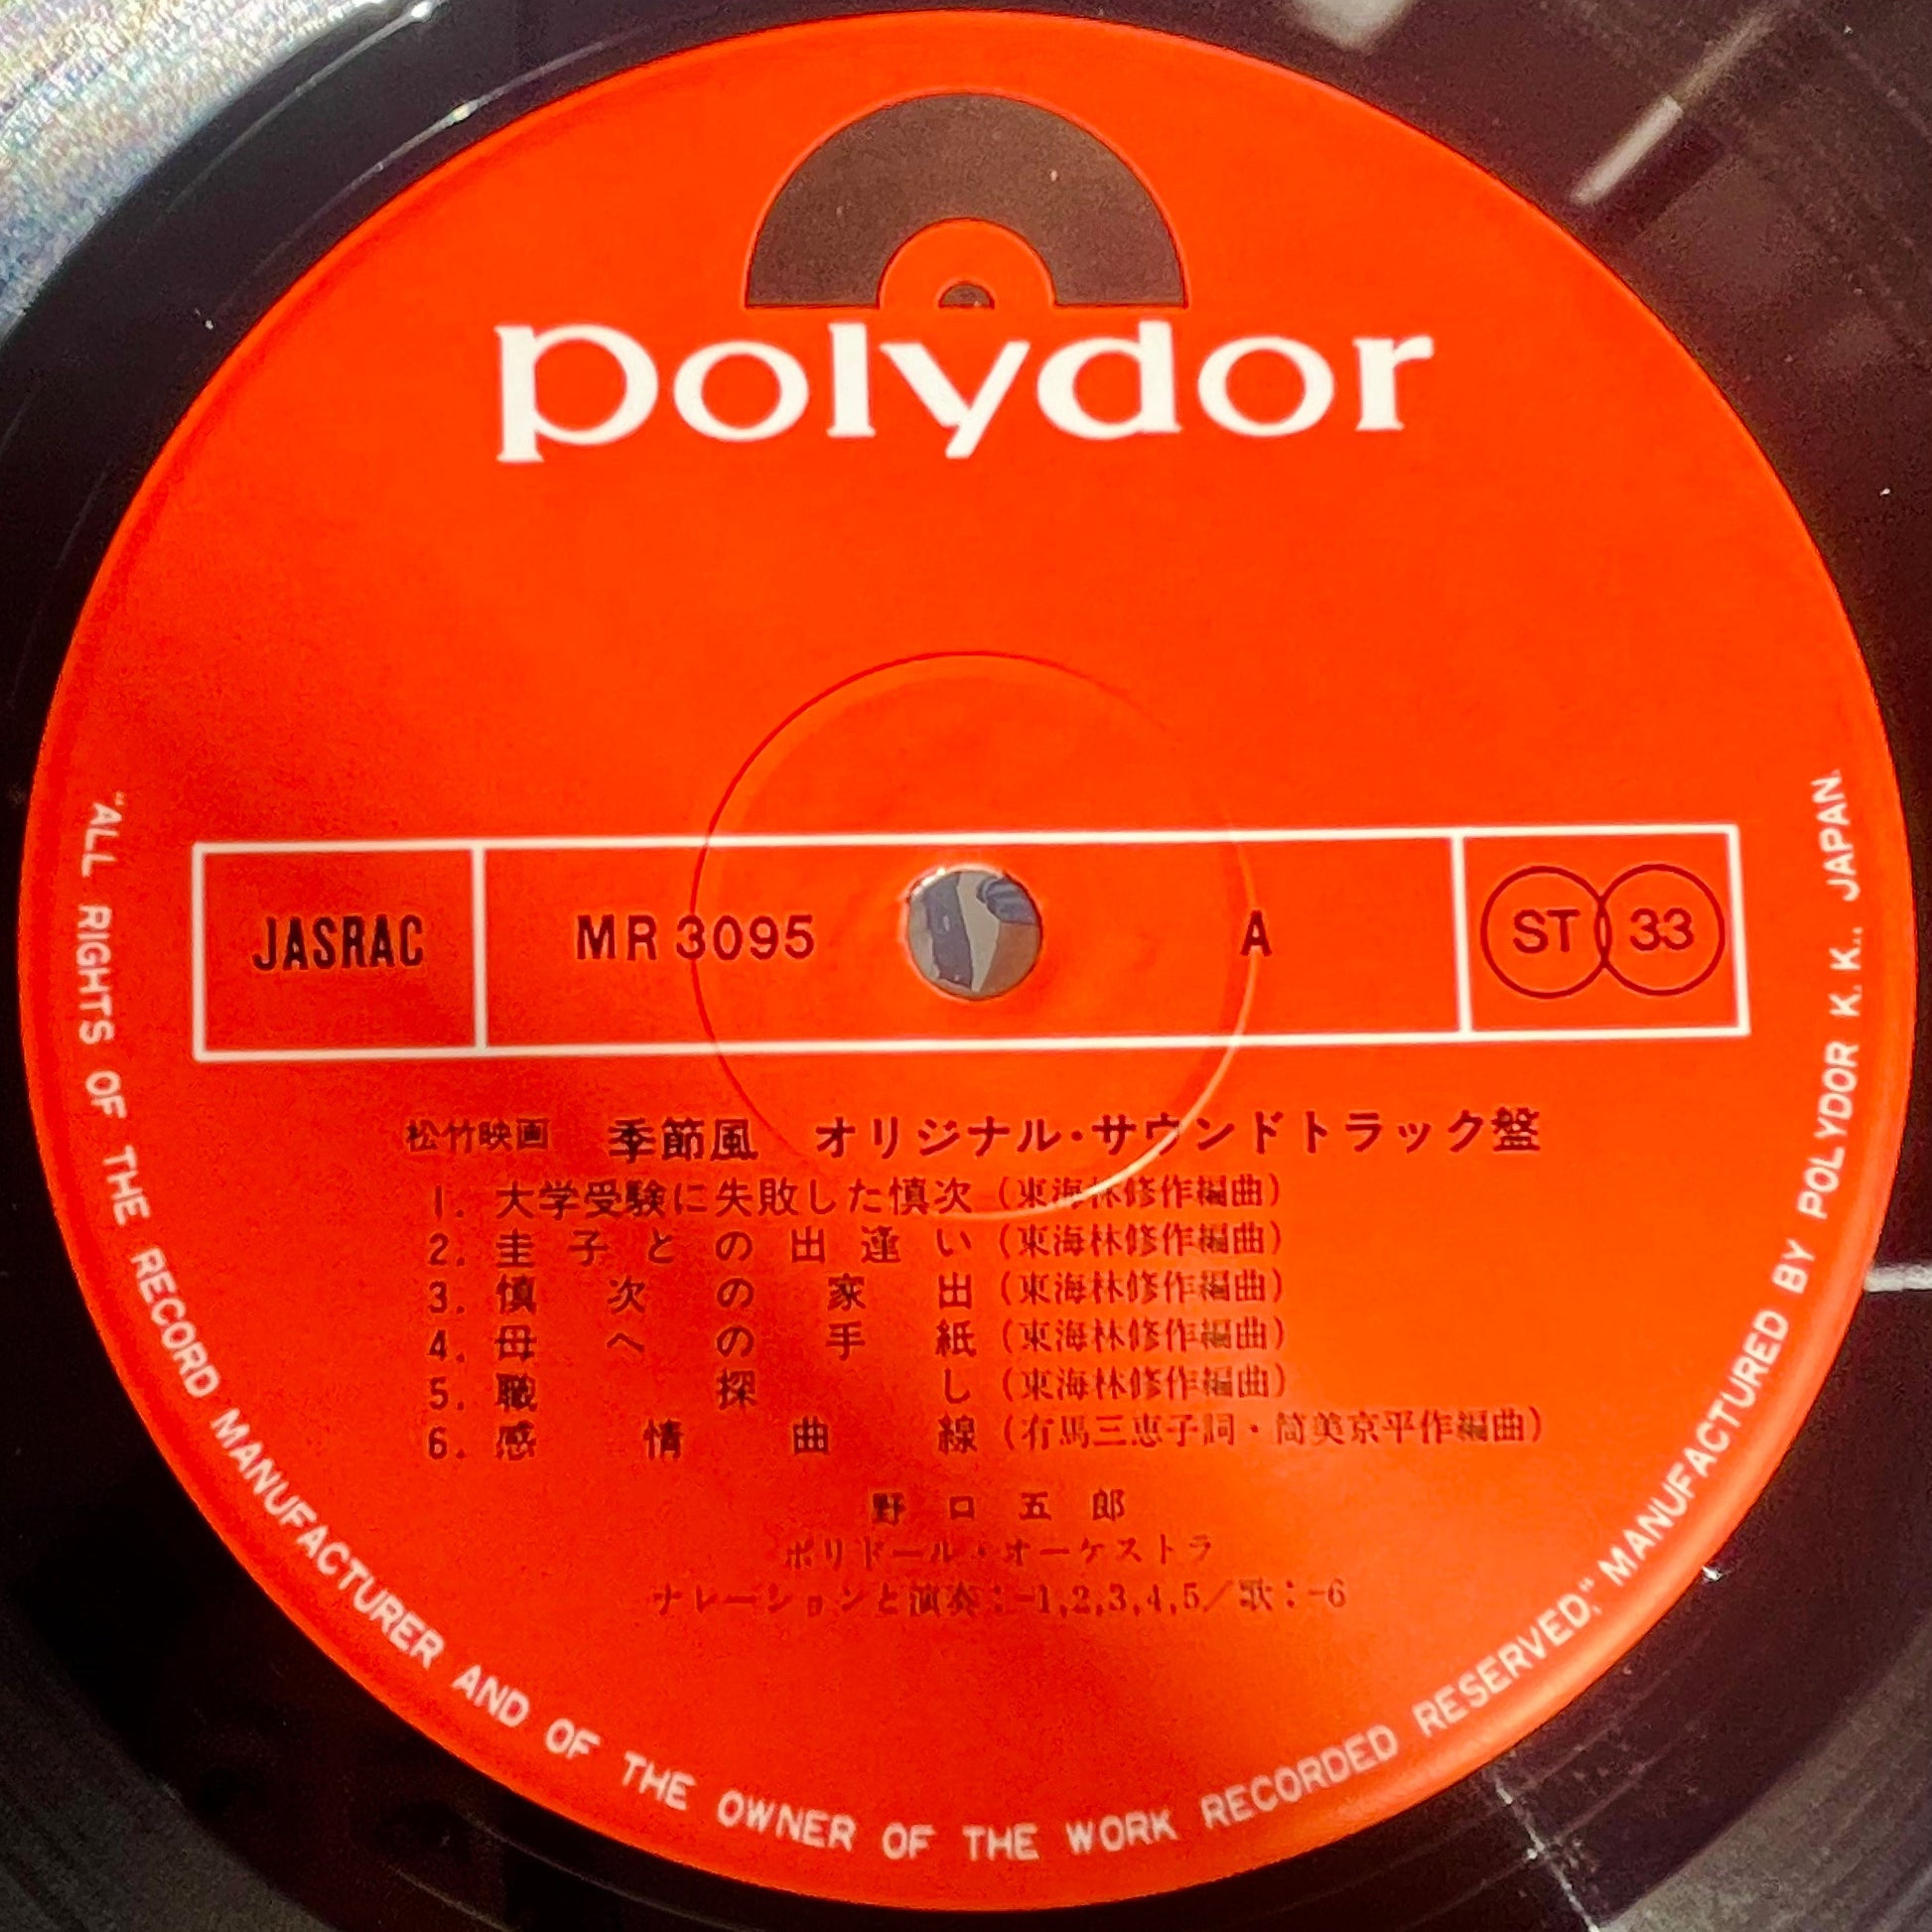 polydor
JASRAC MR 3095 A ST 33
松竹映画 季節風 オリジナル・サウンドトラック盤
1. 大学受験に失敗した慎次 (東海林修作編曲)
2. 圭子との出逢い (東海林修作編曲)
3. 慎次の家出 (東海林修作編曲)
4. 母への手紙 (東海林修作編曲)
5. 職探し (東海林修作編曲)
6. 感情曲線 (有馬三恵子詞・筒美京平作編曲)
野口五郎
ポリドール・オーケストラ
ナレーションと演奏:-1,2,3,4,5/歌:-6
"ALL RIGHTS OF THE RECORD MANUFACTURER AND OF THE OWNER OF THE WORK RECORDED RESERVED," MANUFACTURED BY POLYDOR K. K., JAPAN.